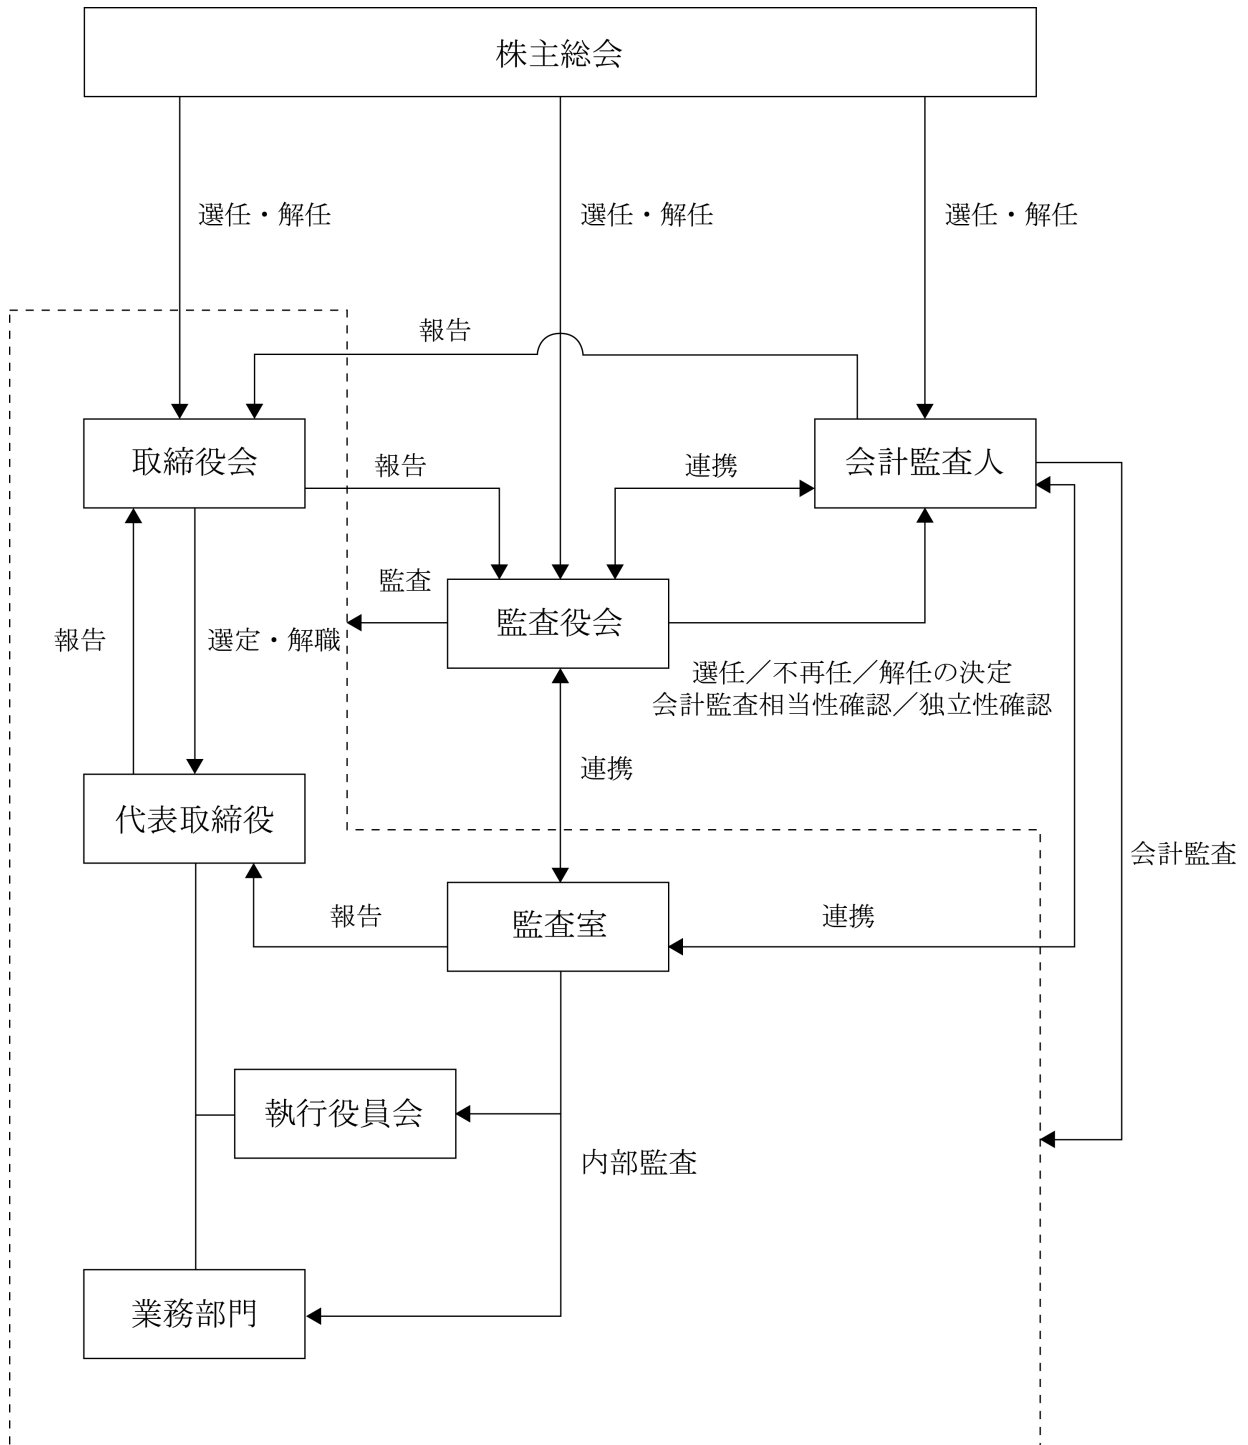 株主総会
選任・解任
選任・解任
選任・解任
報告
取締役会
報告
連携
会計監査人
監査
監査役会
報告
選定・解職
選任／不再任／解任の決定
会計監査相当性確認／独立性確認
連携
代表取締役
会計監査
報告
監査室
連携
執行役員会
内部監査
業務部門